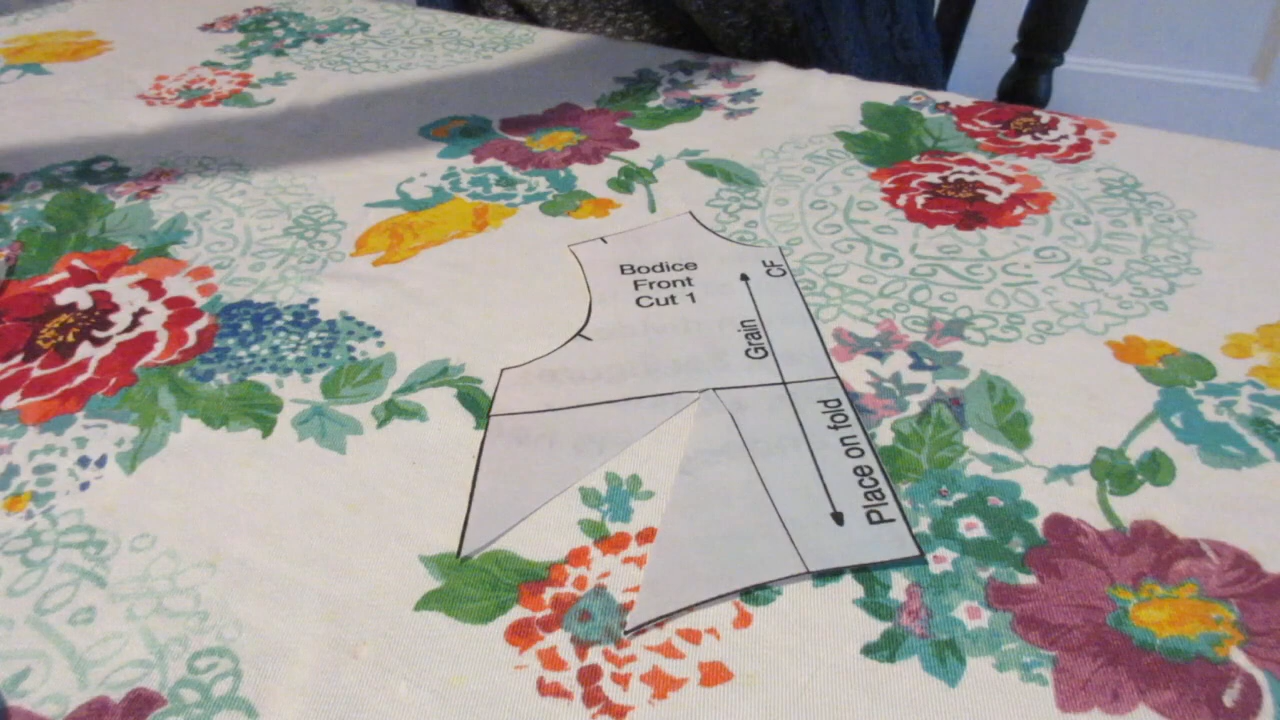 Bodice
Front
Cut 1
CF
Grain
Place on fold